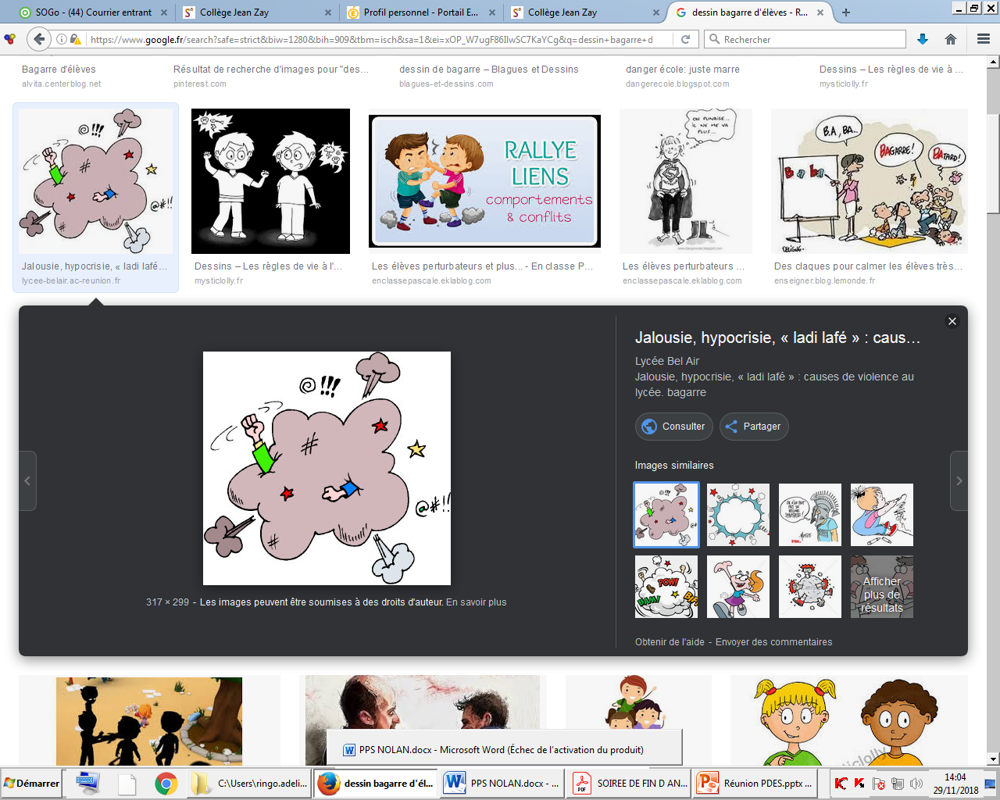 SOGo - (44) Courrier entrant
Collège Jean Zay
Profil personnel - Portail E...
Collège Jean Zay
dessin bagarre d'élèves - R...
https://www.google.fr/search?safe=strict&biw=1280&bih=909&tbm=isch&sa=1&ei=xOP_W7ugF86IlwSC7KaYCg&q=dessin+bagarre+d
Rechercher
Bagarre d'élèves
alvita.centerblog.net
Résultat de recherche d'images pour "des...
pinterest.com
dessin de bagarre – Blagues et Dessins
blagues-et-dessins.com
danger école: juste marre
dangerecole.blogspot.com
Dessins – Les règles de vie à ...
mysticlolly.fr
@!!!
@#!!
RALLYE
LIENS
comportements
& conflits
OH PUNAISE...
IL NE ME VA
PLUS...
B.A, BA..
BAGARRE!
BATARD!
B a ba
DELIGNE.
Jalousie, hypocrisie, « ladi lafé...
lycee-belair.ac-reunion.fr
Dessins – Les règles de vie à l'...
mysticlolly.fr
Les élèves perturbateurs et plus... - En classe P...
enclassepascale.eklablog.com
Les élèves perturbateurs ...
enclassepascale.eklablog.com
Des claques pour calmer les élèves très...
enseigner.blog.lemonde.fr
@!!!
@#!!
317 × 299 - Les images peuvent être soumises à des droits d'auteur. En savoir plus
Jalousie, hypocrisie, « ladi lafé » : caus...
Lycée Bel Air
Jalousie, hypocrisie, « ladi lafé » : causes de violence au
lycée. bagarre
Consulter
Partager
Images similaires
POW!
BAM!
BIFF
Afficher
plus de
résultats
Obtenir de l'aide - Envoyer des commentaires
PPS NOLAN.docx - Microsoft Word (Échec de l'activation du produit)
Démarrer
C:\Users\ringo.adeli...
dessin bagarre d'él...
PPS NOLAN.docx - ...
SOIREE DE FIN D AN...
Réunion PDES.pptx ...
14:04
29/11/2018